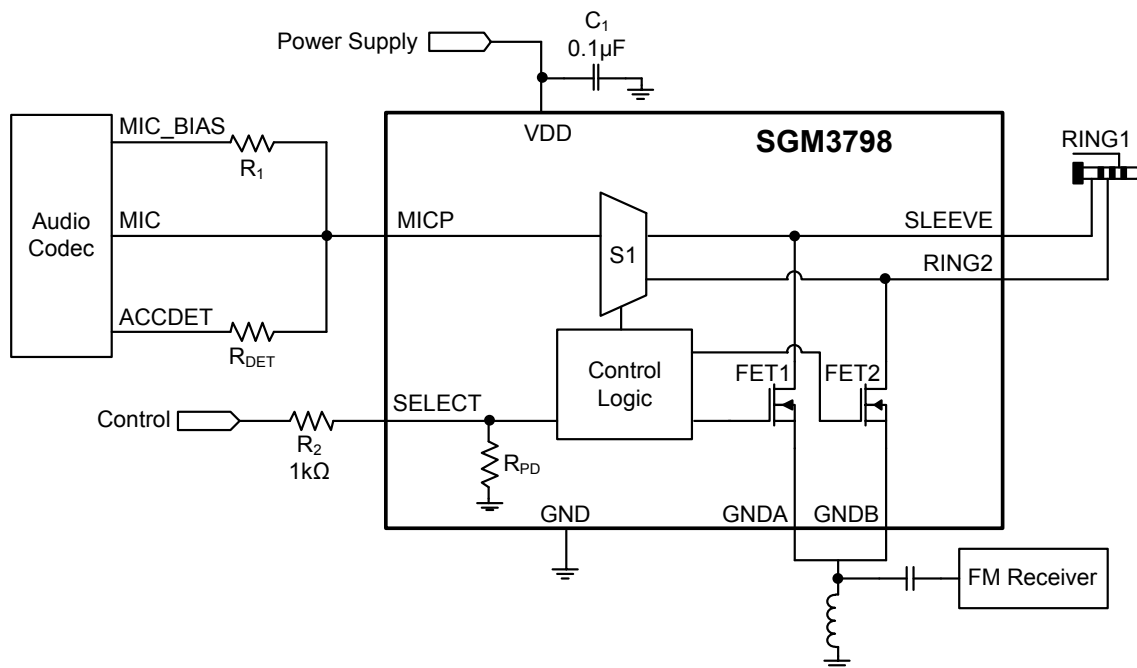 Power Supply
C1
0.1µF
VDD
SGM3798
RING1
Audio
Codec
MIC_BIAS
R1
MIC
MICP
S1
SLEEVE
RING2
ACCDET
RDET
Control
Logic
FET1
FET2
Control
R2
1kΩ
SELECT
RPD
GND
GNDA
GNDB
FM Receiver